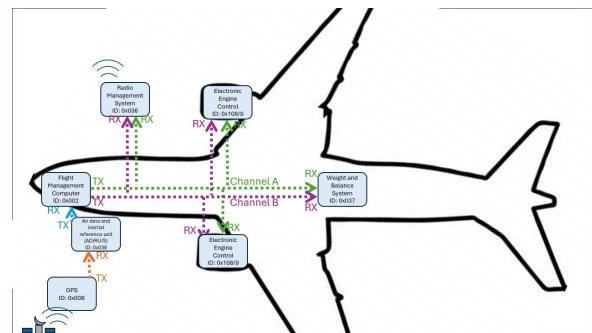 Radio
Management
System
ID: 0x036
RX
RX
Electronic
Engine
Control
ID:0x108/9
RX
RX
Flight
Management
Computer
ID: 0x002
TX
TX
Channel A
Channel B
RX
RX
Weight and
Balance
System
ID: 0x037
RX
TX
Air data and
inertial
reference unit
(ADIRU/S)
ID: 0x038
RX
TX
GPS
ID: 0x00B
RX
RX
Electronic
Engine
Control
ID:0x108/9